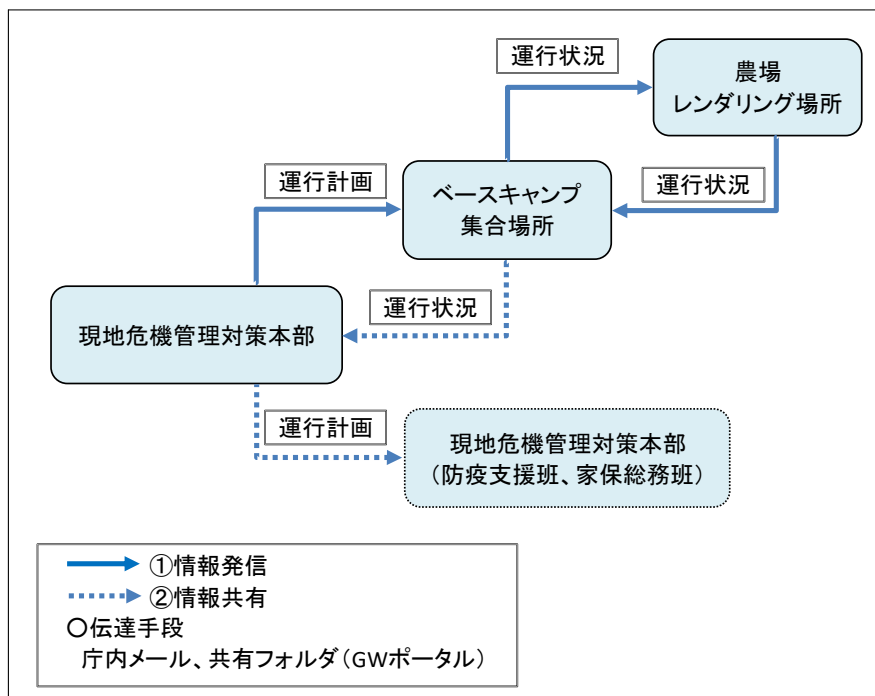 運行状況
農場
レンダリング場所
運行計画
ベースキャンプ
集合場所
運行状況
運行状況
現地危機管理対策本部
運行計画
現地危機管理対策本部
(防疫支援班、家保総務班)
①情報発信
②情報共有
○伝達手段
庁内メール、共有フォルダ(GWポータル)